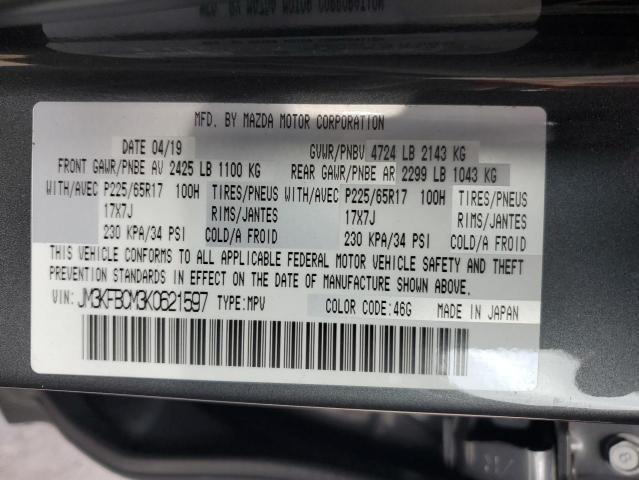 MFD. BY MAZDA MOTOR CORPORATION
DATE 04/19 GVWR/PNBV 4724 LB 2143 KG
FRONT GAWR/PNBE AV 2425 LB 1100 KG REAR GAWR/PNBE AR 2299 LB 1043 KG
WITH/AVEC P225/65R17 100H TIRES/PNEUS WITH/AVEC P225/65R17 100H TIRES/PNEUS
17X7J RIMS/JANTES 17X7J RIMS/JANTES
230 KPA/34 PSI COLD/A FROID 230 KPA/34 PSI COLD/A FROID
THIS VEHICLE CONFORMS TO ALL APPLICABLE FEDERAL MOTOR VEHICLE SAFETY AND THEFT
PREVENTION STANDARDS IN EFFECT ON THE DATE OF MANUFACTURE SHOWN ABOVE.
VIN: JM3KFBCM3K0621597 TYPE: MPV COLOR CODE: 46G MADE IN JAPAN